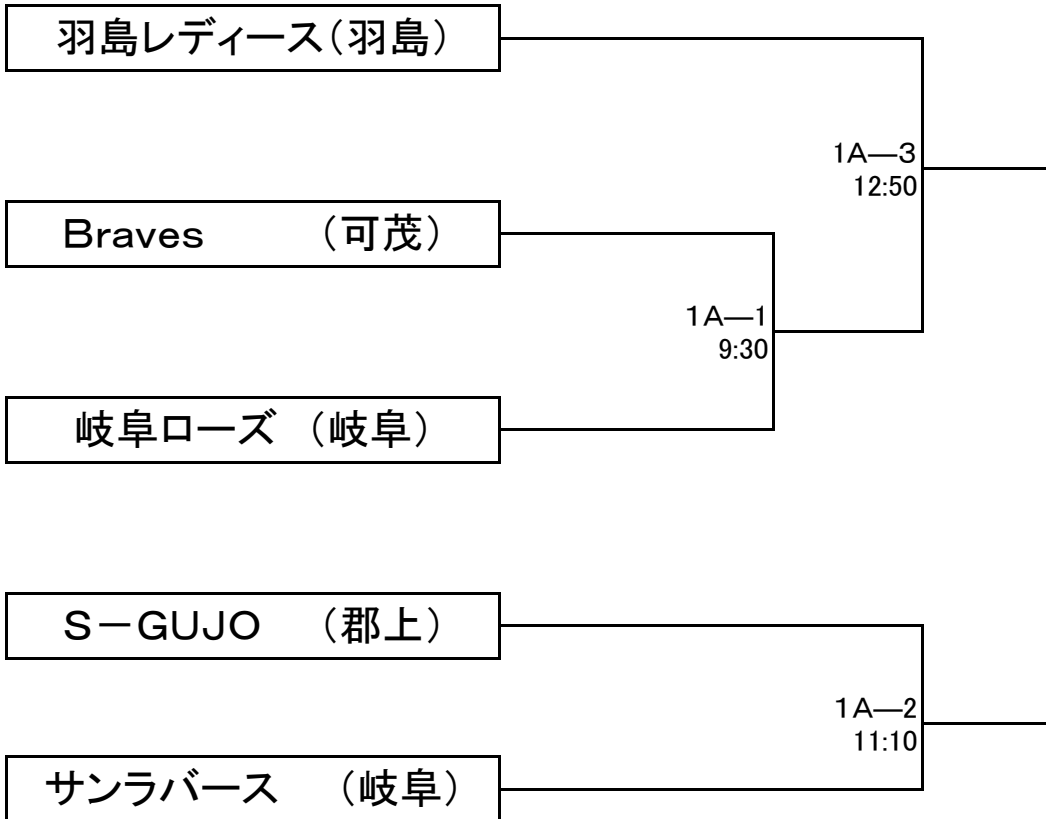 羽島レディース(羽島)
1A―3
12:50
Braves　　　(可茂)
1A―1
9:30
岐阜ローズ　(岐阜)
S－GUJO　 (郡上)
1A―2
11:10
サンラバース　 (岐阜)